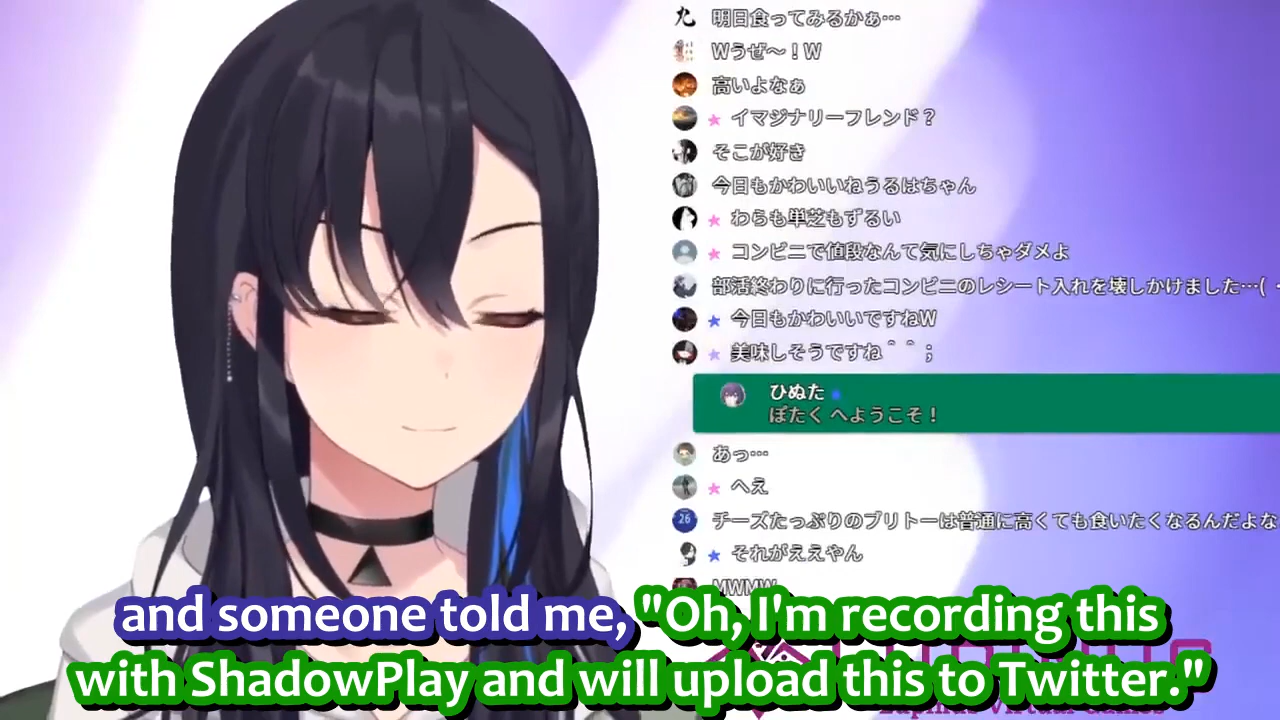 明日食ってみるかぁ…
Wうぜ〜！W
高いよなぁ
イマジナリーフレンド？
そこが好き
今日もかわいいねうるはちゃん
わらも単芝もずるい
コンビニで値段なんて気にしちゃダメよ
部活終わりに行ったコンビニのレシート入れを壊しかけました…(
今日もかわいいですねW
美味しそうですね＾＾；
ひぬた
ぽたく へようこそ！
あっ…
へえ
26
チーズたっぷりのブリトーは普通に高くても食いたくなるんだよな
それがええやん
MWMW
and someone told me, "Oh, I'm recording this
with ShadowPlay and will upload this to Twitter."